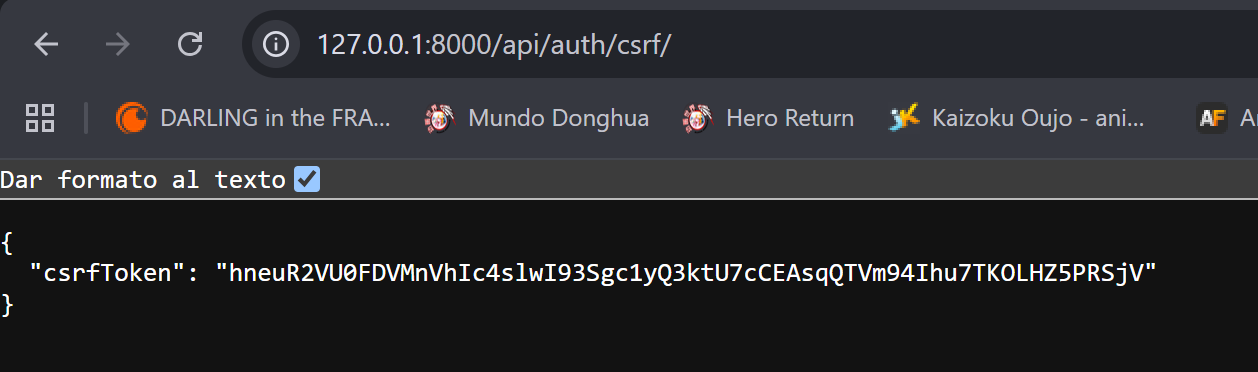 127.0.0.1:8000/api/auth/csrf/
DARLING in the FRA... Mundo Donghua Hero Return Kaizoku Oujo - ani... AF
Dar formato al texto
{
"csrfToken": "hneuR2VU0FDVMnVhIc4slwI93Sgc1yQ3ktU7cCEAsqQTVm94Ihu7TKOLHZ5PRSjV"
}